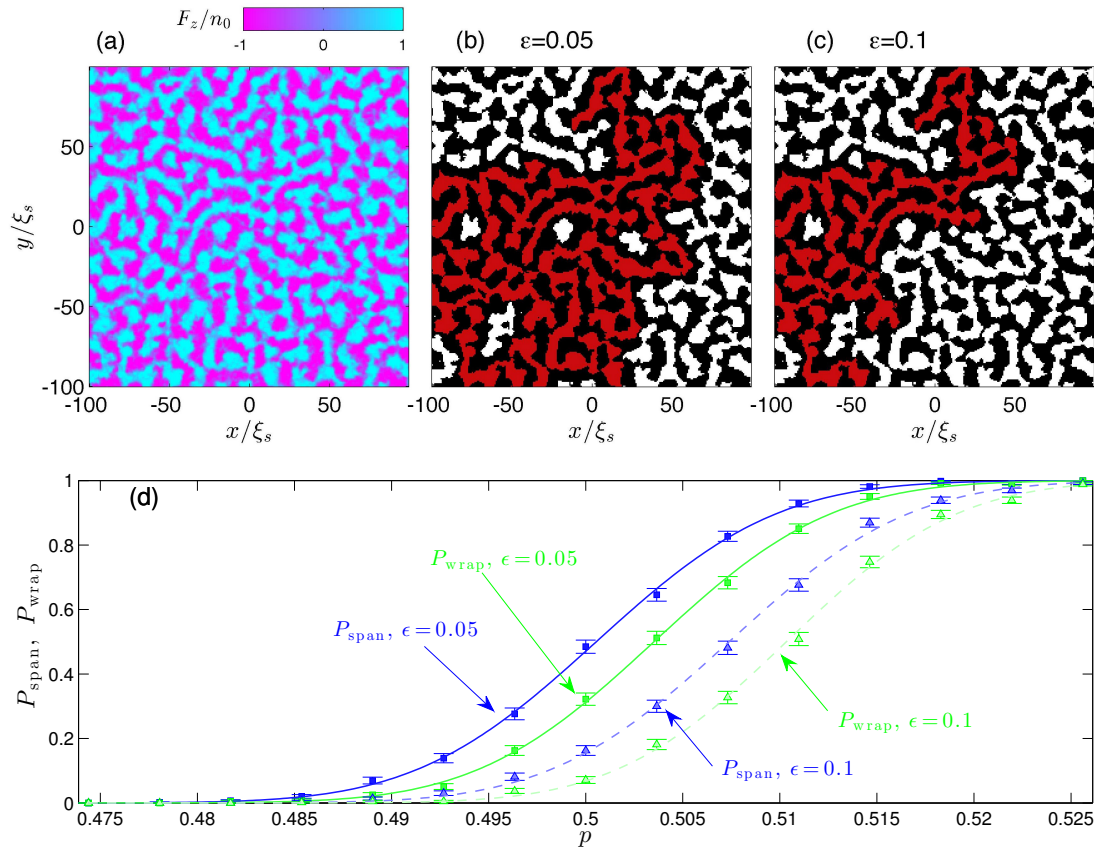 F_z/n_0
-1 0 1
(a)
(b) ε=0.05
(c) ε=0.1
50
0
-50
-100
y/ξ_s
-100 -50 0 50
-100 -50 0 50
-100 -50 0 50
x/ξ_s
x/ξ_s
x/ξ_s
(d)
1
0.8
0.6
0.4
0.2
0
P_span, P_wrap
P_wrap, ϵ=0.05
P_span, ϵ=0.05
P_wrap, ϵ=0.1
P_span, ϵ=0.1
0.475 0.48 0.485 0.49 0.495 0.5 0.505 0.51 0.515 0.52 0.525
p